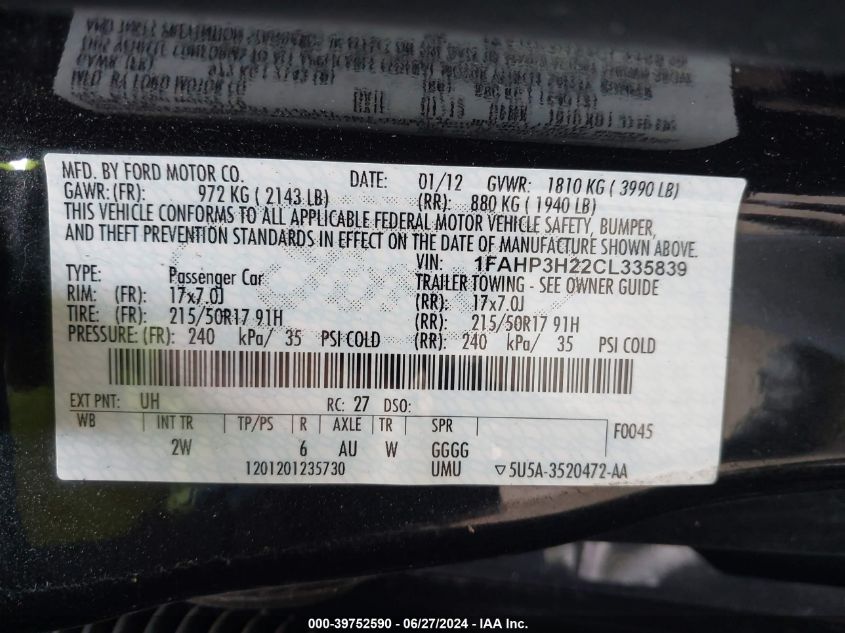 MFD. BY FORD MOTOR CO. DATE: 01/12 GVWR: 1810 KG ( 3990 LB)
GAWR: (FR): 972 KG ( 2143 LB) (RR): 880 KG ( 1940 LB)
THIS VEHICLE CONFORMS TO ALL APPLICABLE FEDERAL MOTOR VEHICLE SAFETY, BUMPER,
AND THEFT PREVENTION STANDARDS IN EFFECT ON THE DATE OF MANUFACTURE SHOWN ABOVE.
VIN: 1FAHP3H22CL335839
TYPE: Passenger Car TRAILER TOWING - SEE OWNER GUIDE
RIM: (FR): 17x7.0J (RR): 17x7.0J
TIRE: (FR): 215/50R17 91H (RR): 215/50R17 91H
PRESSURE: (FR): 240 kPa/ 35 PSI COLD (RR): 240 kPa/ 35 PSI COLD
EXT PNT: UH RC: 27 DSO:
WB INT TR TP/PS R AXLE TR SPR F0045
2W 6 AU W GGGG
1201201235730 UMU ▽5U5A-3520472-AA
000-39752590 - 06/27/2024 - IAA Inc.